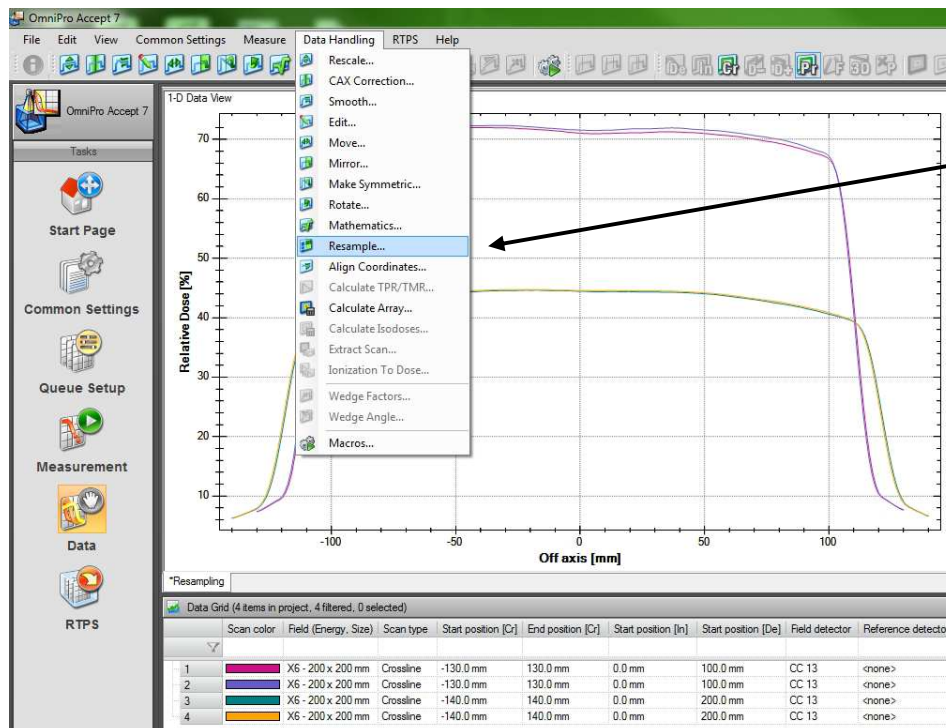 OmniPro Accept 7
File Edit View Common Settings Measure Data Handling RTPS Help
OmniPro Accept 7
Tasks
Start Page
Common Settings
Queue Setup
Measurement
Data
RTPS
Rescale...
CAX Correction...
Smooth...
Edit...
Move...
Mirror...
Make Symmetric...
Rotate...
Mathematics...
Resample...
Align Coordinates...
Calculate TPR/TMR...
Calculate Array...
Calculate Isodoses...
Extract Scan...
Ionization To Dose...
Wedge Factors...
Wedge Angle...
Macros...
Cr Pr 3D
1-D Data View
Relative Dose [%]
70
60
50
40
30
20
10
-100 -50 0 50 100
Off axis [mm]
*Resampling
Data Grid (4 items in project, 4 filtered, 0 selected)
Scan color Field (Energy, Size) Scan type Start position [Cr] End position [Cr] Start position [In] Start position [De] Field detector Reference detecto
1 X6 - 200 x 200 mm Crossline -130.0 mm 130.0 mm 0.0 mm 100.0 mm CC 13 <none>
2 X6 - 200 x 200 mm Crossline -130.0 mm 130.0 mm 0.0 mm 100.0 mm CC 13 <none>
3 X6 - 200 x 200 mm Crossline -140.0 mm 140.0 mm 0.0 mm 200.0 mm CC 13 <none>
4 X6 - 200 x 200 mm Crossline -140.0 mm 140.0 mm 0.0 mm 200.0 mm CC 13 <none>